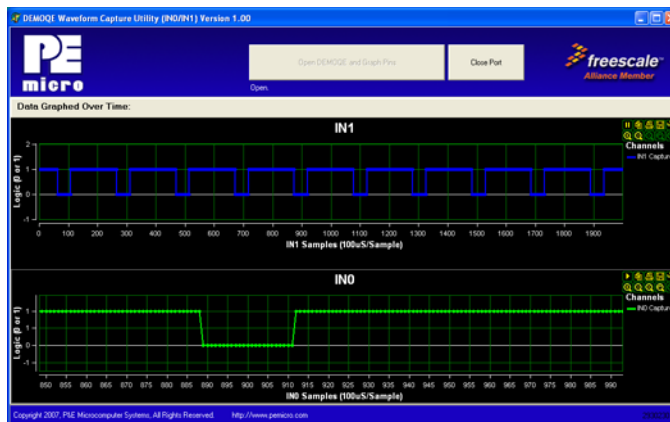 DEMOQE Waveform Capture Utility (IN0/IN1) Version 1.00
PE
micro
Open DEMOQE and Graph Pins
Close Port
freescale™
Alliance Member
Open.
Data Graphed Over Time:
IN1
Channels
IN1 Captur
Logic (0 or 1)
2
1
0
-1
0 100 200 300 400 500 600 700 800 900 1000 1100 1200 1300 1400 1500 1600 1700 1800 1900
IN1 Samples (100uS/Sample)
IN0
Channels
IN0 Captur
Logic (0 or 1)
1
1
0
-1
850 855 860 865 870 875 880 885 890 895 900 905 910 915 920 925 930 935 940 945 950 955 960 965 970 975 980 985 990
IN0 Samples (100uS/Sample)
Copyright 2007, P&E Microcomputer Systems, All Rights Reserved. http://www.pemicro.com